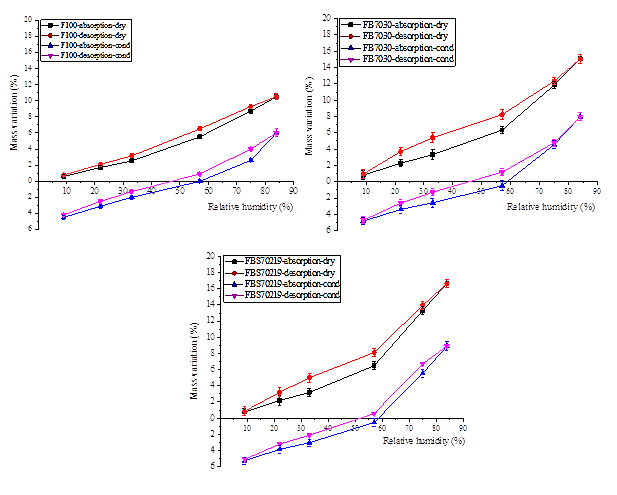 F100-absorption-dry
F100-desorption-dry
F100-absorption-cond
F100-desorption-cond
Mass variation (%)
20
18
16
14
12
10
8
6
4
2
0
2
4
6
0 10 20 30 40 50 60 70 80 90
Relative humidity (%)
FB7030-absorption-dry
FB7030-desorption-dry
FB7030-absorption-cond
FB7030-desorption-cond
Mass variation (%)
20
18
16
14
12
10
8
6
4
2
0
2
4
6
0 10 20 30 40 50 60 70 80 90
Relative humidity (%)
FBS70219-absorption-dry
FBS70219-desorption-dry
FBS70219-absorption-cond
FBS70219-desorption-cond
Mass variation (%)
20
18
16
14
12
10
8
6
4
2
0
2
4
6
0 10 20 30 40 50 60 70 80 90
Relative humidity (%)